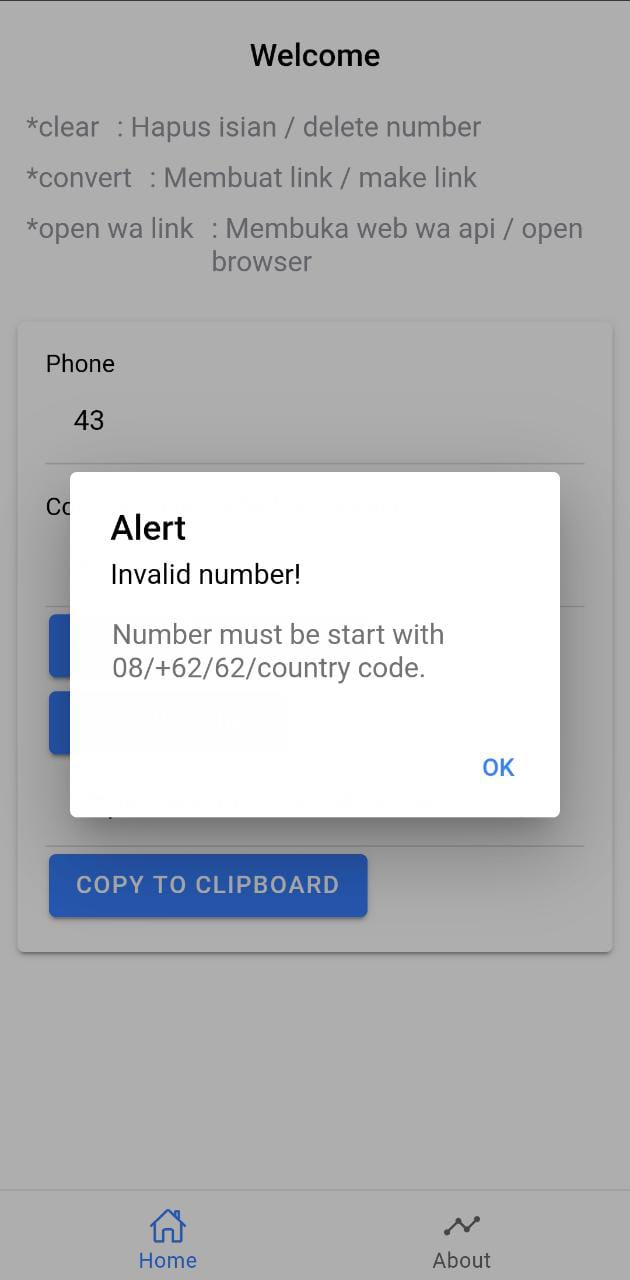 Welcome
*clear : Hapus isian / delete number
*convert : Membuat link / make link
*open wa link : Membuka web wa api / open
browser
Phone
43
Alert
Invalid number!
Number must be start with
08/+62/62/country code.
OK
COPY TO CLIPBOARD
Home
About